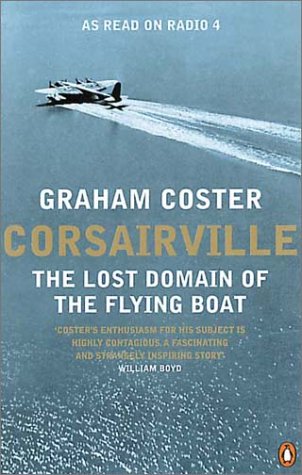 AS READ ON RADIO 4
GRAHAM COSTER
CORSAIRVILLE
THE LOST DOMAIN OF
THE FLYING BOAT
'COSTER'S ENTHUSIASM FOR HIS SUBJECT IS
HIGHLY CONTAGIOUS. A FASCINATING
AND STRANGELY INSPIRING STORY'
WILLIAM BOYD